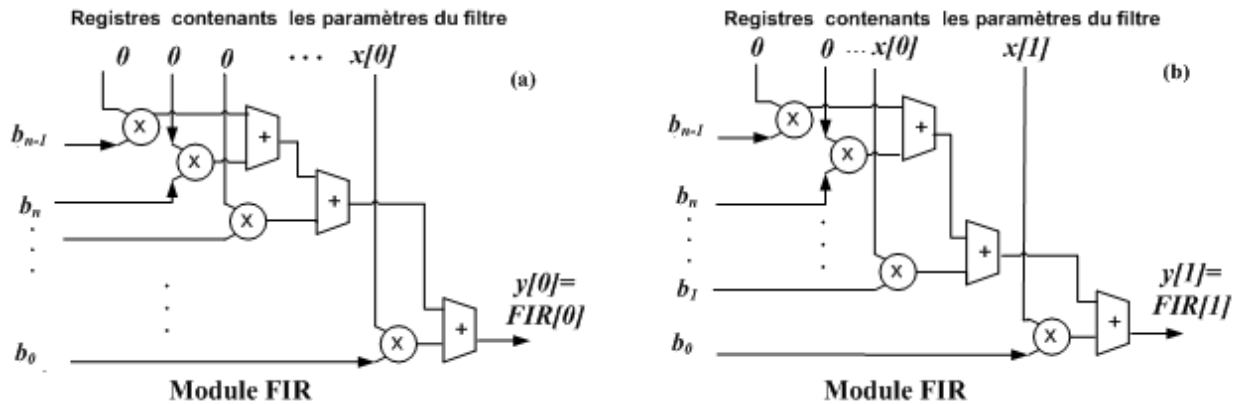 Registres contenants les paramètres du filtre
0 0 0 ... x[0]
(a)
b_{n-1}
X
+
X
b_n
+
X
.
.
.
.
.
.
y[0]=
FIR[0]
+
X
b_0
Module FIR
Registres contenants les paramètres du filtre
0 0 ... x[0] x[1]
(b)
b_{n-1}
X
+
X
b_n
.
.
.
.
.
.
+
X
b_1
y[1]=
FIR[1]
+
X
b_0
Module FIR